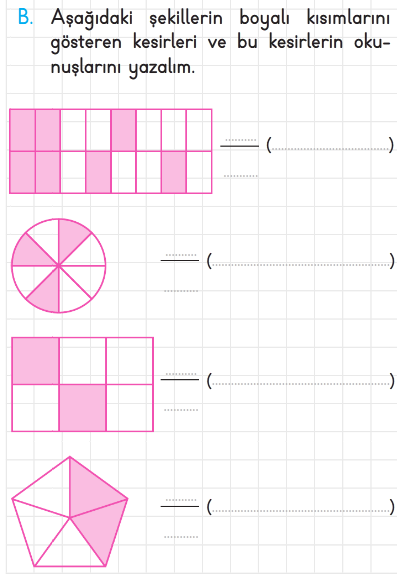 B. Aşağıdaki şekillerin boyalı kısımlarını
gösteren kesirleri ve bu kesirlerin oku-
nuşlarını yazalım.
(..............................)
(..............................)
(..............................)
(..............................)